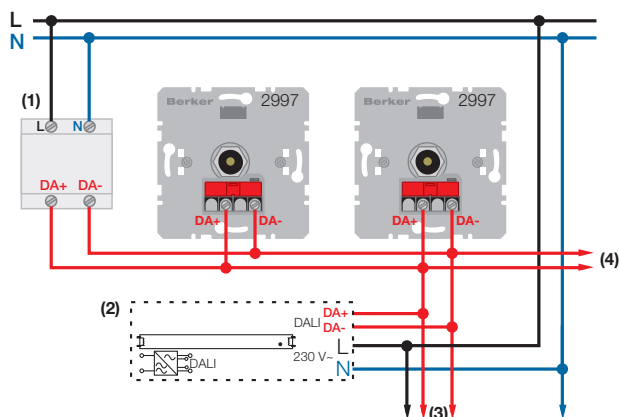 L
N
(1)
L N
DA+ DA-
Berker 2997
DA+ DA-
Berker 2997
DA+ DA-
(4)
(2)
DALI
DA+
DA-
230 V~
L
N
DALI
(3)